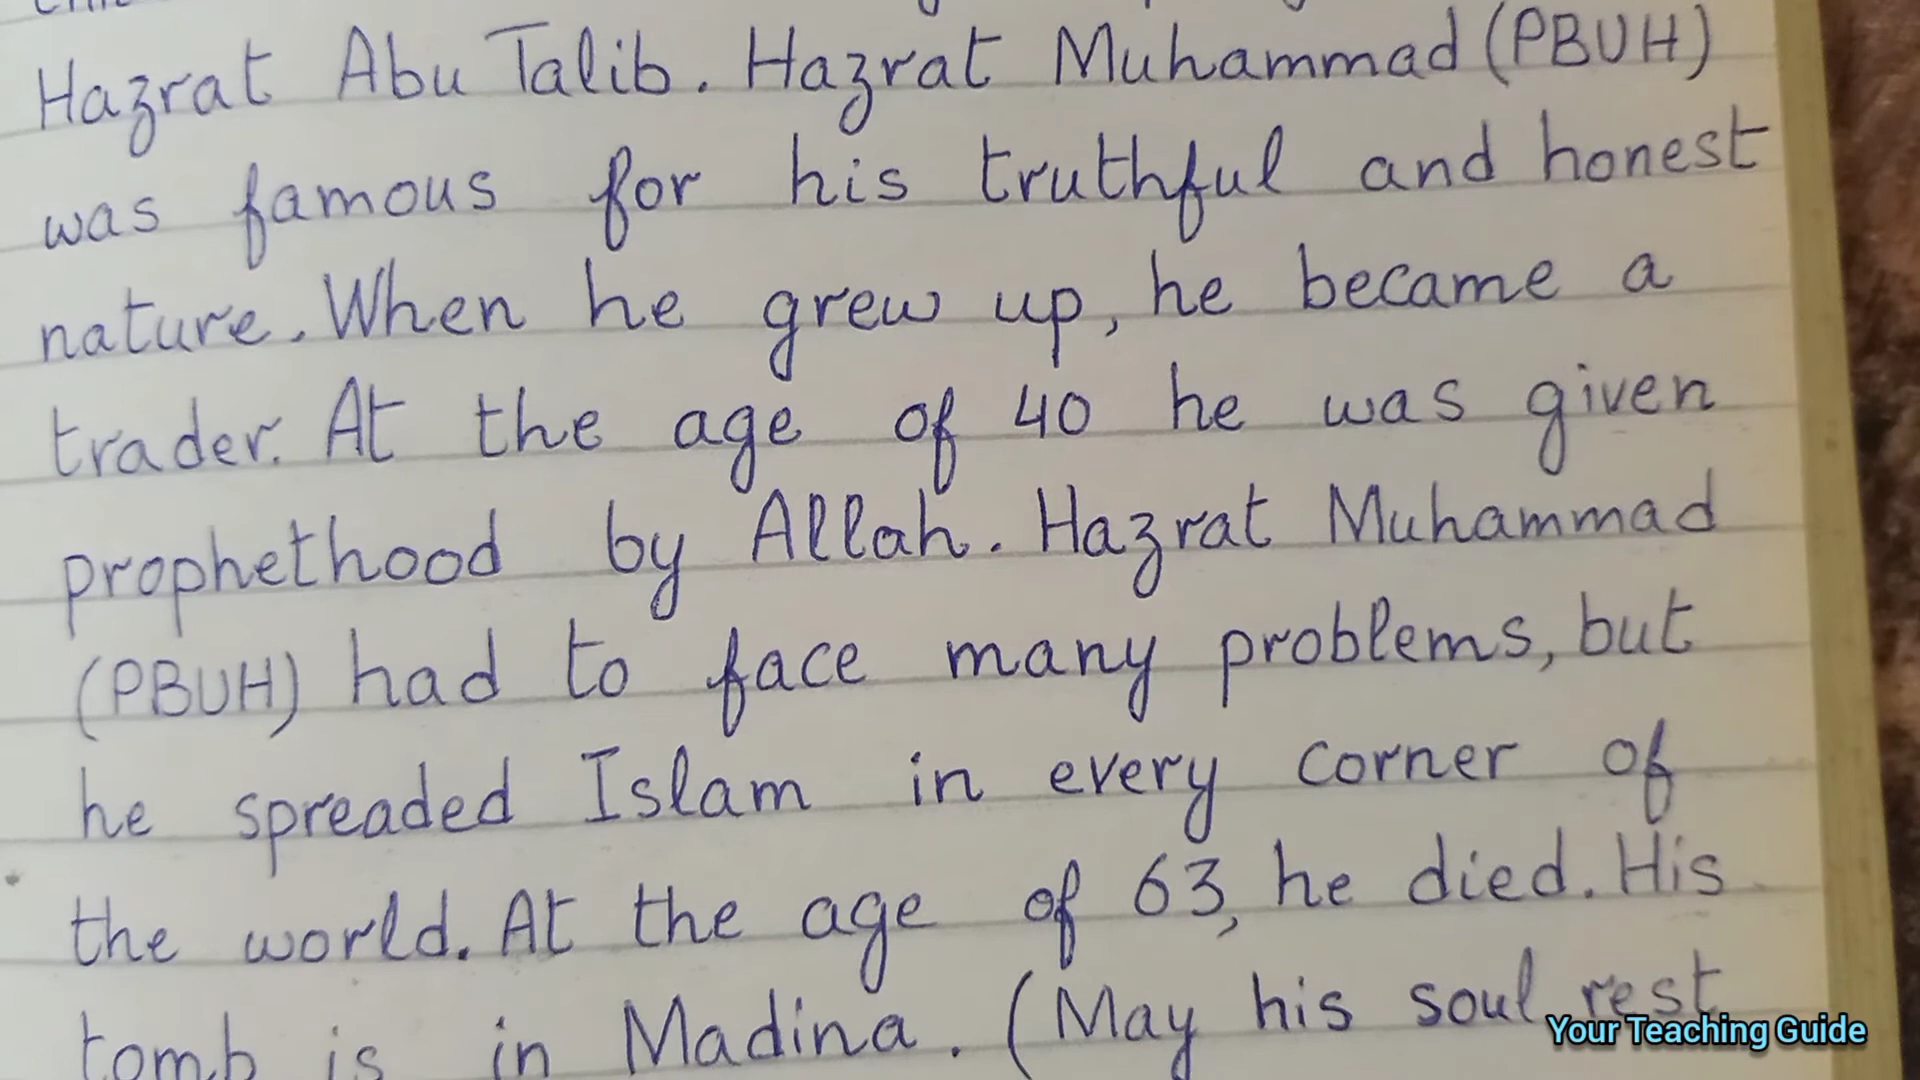 Hazrat Abu Talib. Hazrat Muhammad (PBUH)
was famous for his truthful and honest
nature. When he grew up, he became a
trader. At the age of 40 he was given
prophethood by Allah. Hazrat Muhammad
(PBUH) had to face many problems, but
he spreaded Islam in every corner of
the world. At the age of 63, he died. His
tomb is in Madina. (May his soul rest
Your Teaching Guide